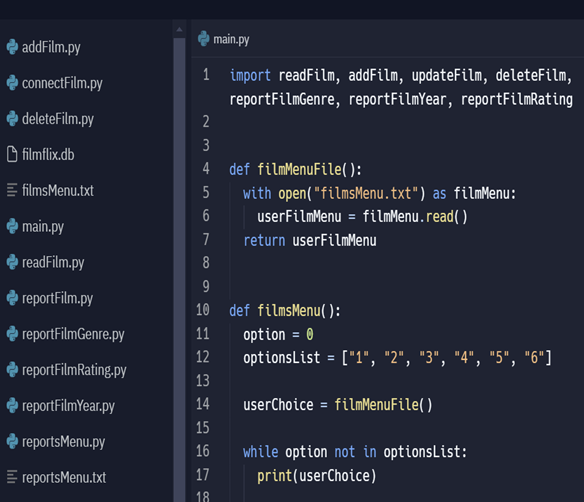 addFilm.py
connectFilm.py
deleteFilm.py
filmflix.db
filmsMenu.txt
main.py
readFilm.py
reportFilm.py
reportFilmGenre.py
reportFilmRating.py
reportFilmYear.py
reportsMenu.py
reportsMenu.txt
main.py
1 import readFilm, addFilm, updateFilm, deleteFilm,
reportFilmGenre, reportFilmYear, reportFilmRating
2
3
4 def filmMenuFile():
5   with open("filmsMenu.txt") as filmMenu:
6     userFilmMenu = filmMenu.read()
7   return userFilmMenu
8
9
10 def filmsMenu():
11   option = 0
12   optionsList = ["1", "2", "3", "4", "5", "6"]
13
14   userChoice = filmMenuFile()
15
16   while option not in optionsList:
17     print(userChoice)
18